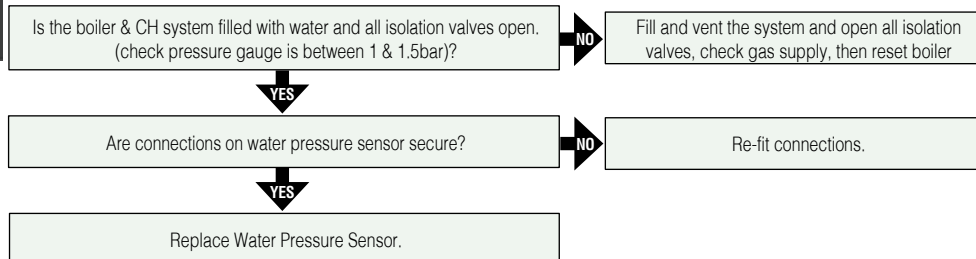 Is the boiler & CH system filled with water and all isolation valves open.
(check pressure gauge is between 1 & 1.5bar)?
NO
Fill and vent the system and open all isolation
valves, check gas supply, then reset boiler
YES
Are connections on water pressure sensor secure?
NO
Re-fit connections.
YES
Replace Water Pressure Sensor.